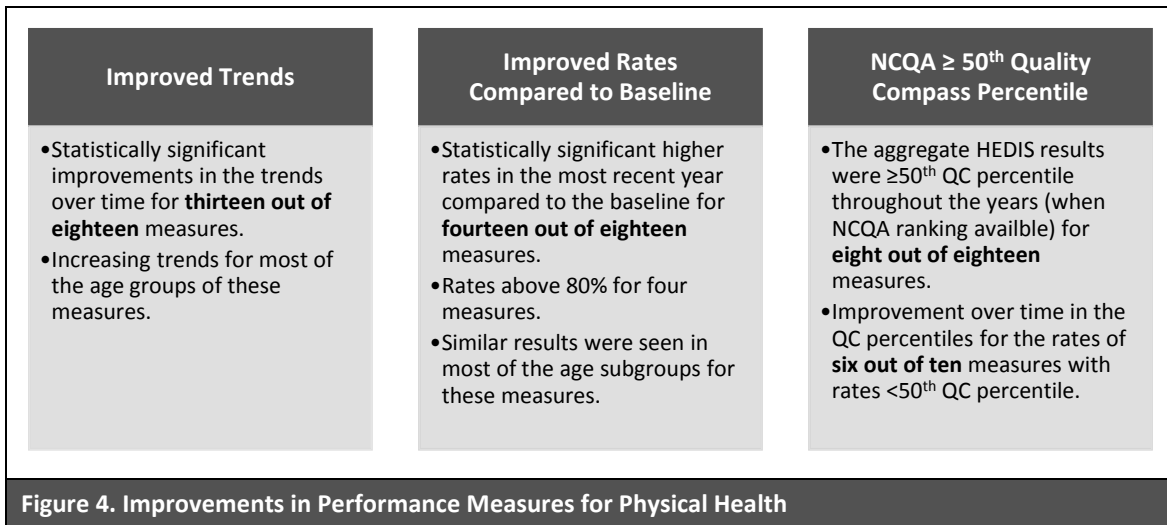 Improved Trends
•Statistically significant
improvements in the trends
over time for thirteen out of
eighteen measures.
•Increasing trends for most of
the age groups of these
measures.
Improved Rates
Compared to Baseline
•Statistically significant higher
rates in the most recent year
compared to the baseline for
fourteen out of eighteen
measures.
•Rates above 80% for four
measures.
•Similar results were seen in
most of the age subgroups for
these measures.
NCQA ≥ 50th Quality
Compass Percentile
•The aggregate HEDIS results
were ≥50th QC percentile
throughout the years (when
NCQA ranking availble) for
eight out of eighteen
measures.
•Improvement over time in the
QC percentiles for the rates of
six out of ten measures with
rates <50th QC percentile.
Figure 4. Improvements in Performance Measures for Physical Health